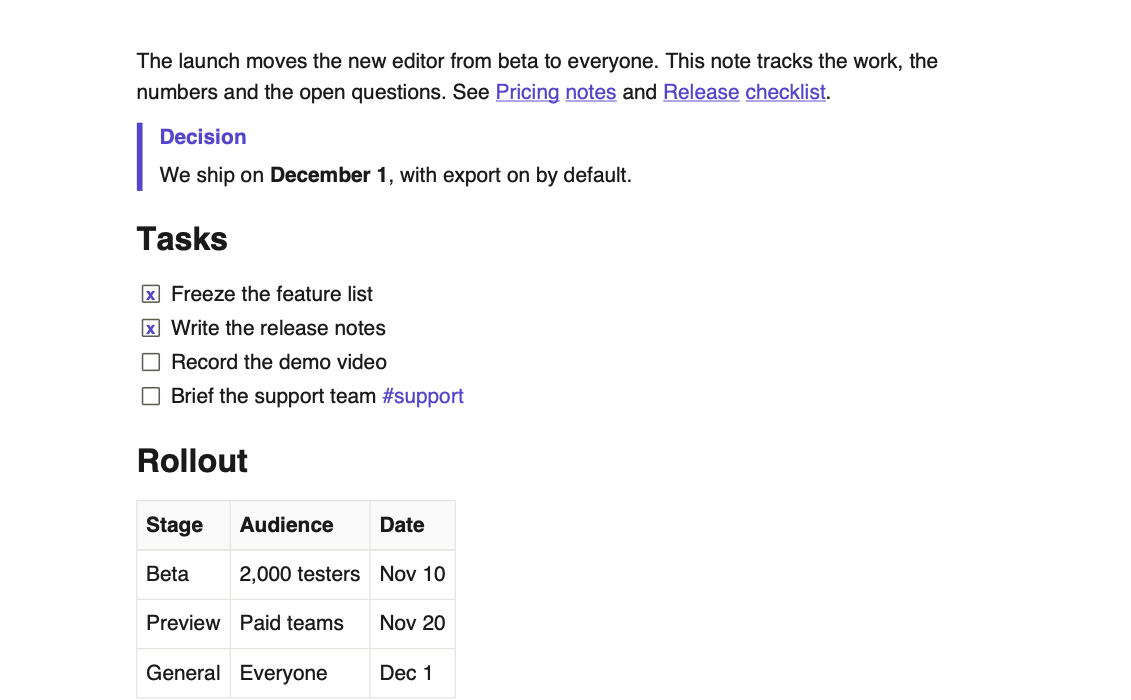 The launch moves the new editor from beta to everyone. This note tracks the work, the
numbers and the open questions. See Pricing notes and Release checklist.
Decision
We ship on December 1, with export on by default.
Tasks
x Freeze the feature list
x Write the release notes
Record the demo video
Brief the support team #support
Rollout
Stage Audience Date
Beta 2,000 testers Nov 10
Preview Paid teams Nov 20
General Everyone Dec 1